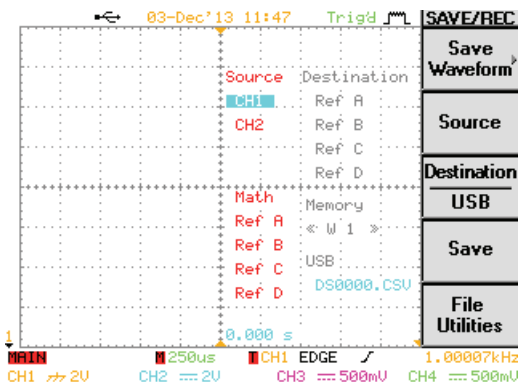 03-Dec'13 11:47 Trig'd SAVE/REC
Save
Waveform
Source Destination
CH1 Ref A
CH2 Ref B
Ref C
Ref D
Source
Destination
USB
Math
Ref A
Ref B
Ref C
Ref D
Memory
« W 1 »
USB
DS0000.CSV
Save
File
Utilities
1
0.000 s
MAIN M 250us T CH1 EDGE 1.00007kHz
CH1 2V CH2 2V CH3 500mV CH4 500mV